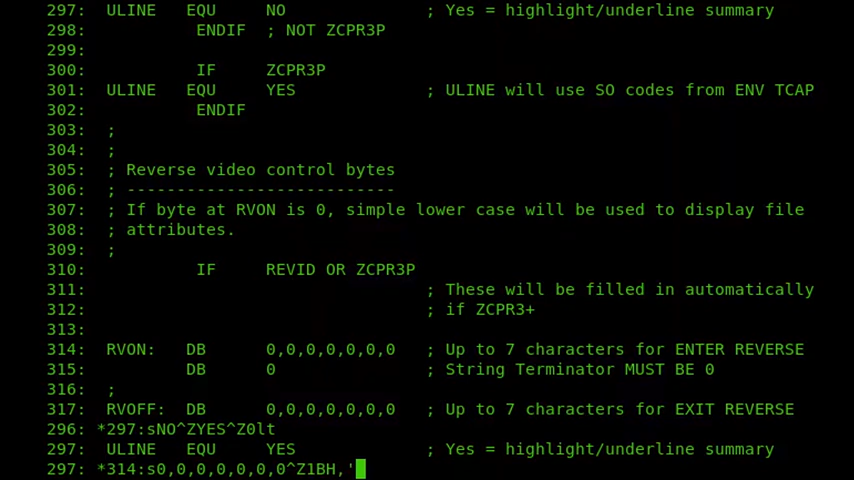 297: ULINE EQU NO ; Yes = highlight/underline summary
298: ENDIF ; NOT ZCPR3P
299:
300: IF ZCPR3P
301: ULINE EQU YES ; ULINE will use SO codes from ENV TCAP
302: ENDIF
303: ;
304: ;
305: ; Reverse video control bytes
306: ; ---------------------------
307: ; If byte at RVON is 0, simple lower case will be used to display file
308: ; attributes.
309: ;
310: IF REVID OR ZCPR3P
311: ; These will be filled in automatically
312: ; if ZCPR3+
313:
314: RVON: DB 0,0,0,0,0,0,0 ; Up to 7 characters for ENTER REVERSE
315: DB 0 ; String Terminator MUST BE 0
316: ;
317: RVOFF: DB 0,0,0,0,0,0,0 ; Up to 7 characters for EXIT REVERSE
296: *297:sNO^ZYES^Z0lt
297: ULINE EQU YES ; Yes = highlight/underline summary
297: *314:s0,0,0,0,0,0,0^Z1BH,'